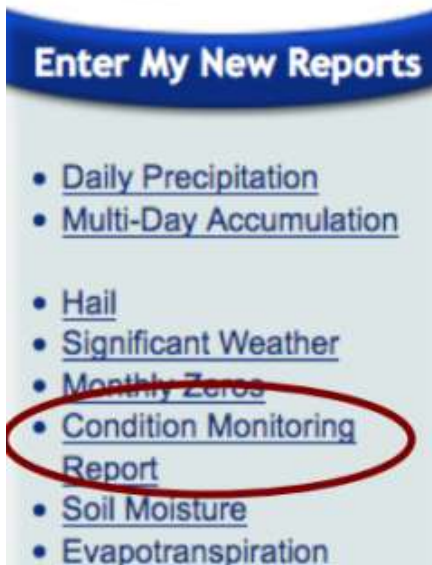 Enter My New Reports
• Daily Precipitation
• Multi-Day Accumulation
• Hail
• Significant Weather
• Monthly Zeros
• Condition Monitoring
Report
• Soil Moisture
• Evapotranspiration